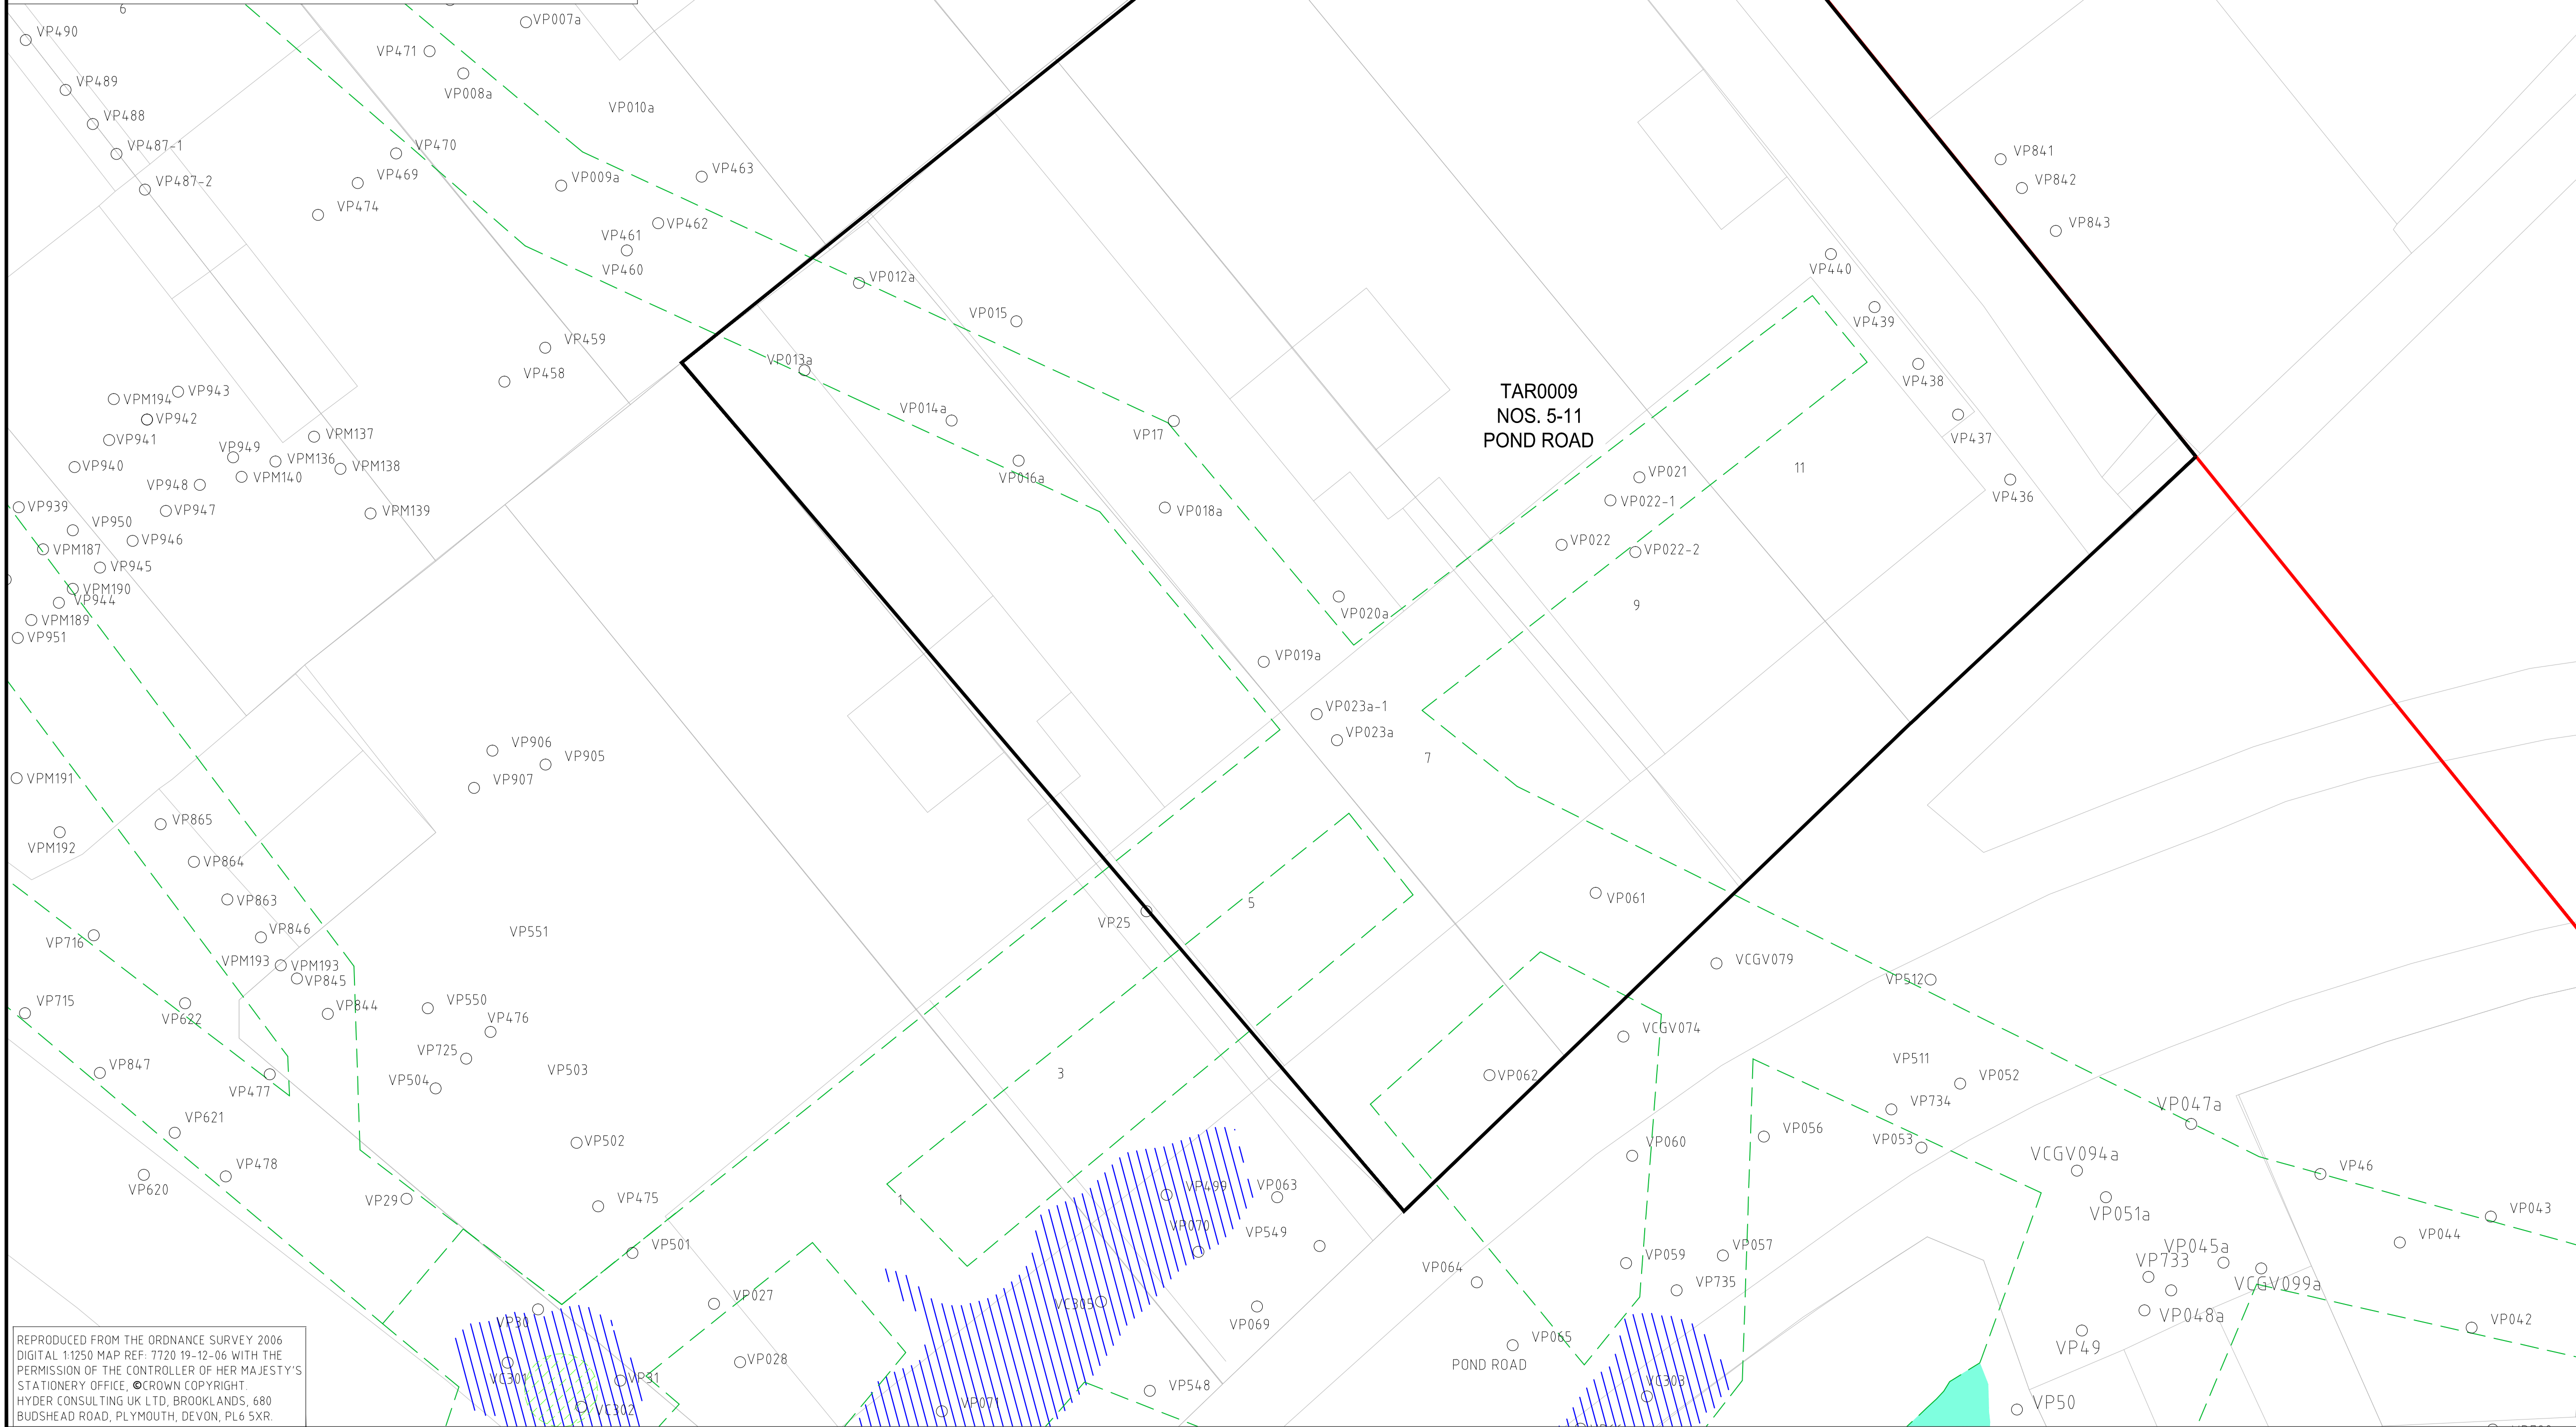 6
VP490
VP007a
VP471
VP489
VP008a
VP010a
VP488
VP487-1
VP470
VP841
VP463
VP469
VP009a
VP487-2
VP842
VP474
VP462
VP843
VP461
VP460
VP440
VP012a
VP015
VP439
VP459
VP013a
VP458
VP438
TAR0009
NOS. 5-11
POND ROAD
VP943
VPM194
VP014a
VP942
VP17
VP437
VPM137
VP941
VP949
VPM136
VP940
VPM138
11
VPM140
VP016a
VP021
VP948
VP436
VP022-1
VP939
VP947
VPM139
VP018a
VP950
VP946
VP022
VPM187
VP022-2
VP945
VPM190
VP944
9
VP020a
VPM189
VP951
VP019a
VP023a-1
VP023a
VP906
VP905
7
VPM191
VP907
VP865
VPM192
VP864
VP863
VP061
5
VP25
VP846
VP551
VP716
VPM193
VPM193
VCGV079
VP845
VP512
VP715
VP844
VP550
VP622
VP476
VCGV074
VP725
VP511
VP847
VP503
3
VP062
VP504
VP052
VP477
VP047a
VP734
VP621
VP056
VP502
VP060
VP053
VCGV094a
VP478
VP46
VP620
VP29
VP475
1
VP499
VP063
VP043
VP051a
VP070
VP549
VP044
VP501
VP059
VP057
VP045a
VP733
VP064
VP735
VCGV099a
VP027
VC305
VP069
VP048a
VP30
VP042
REPRODUCED FROM THE ORDNANCE SURVEY 2006
DIGITAL 1:1250 MAP REF: 7720 19-12-06 WITH THE
PERMISSION OF THE CONTROLLER OF HER MAJESTY'S
STATIONERY OFFICE, ©CROWN COPYRIGHT.
HYDER CONSULTING UK LTD, BROOKLANDS, 680
BUDSHEAD ROAD, PLYMOUTH, DEVON, PL6 5XR.
VP065
VP49
VP028
POND ROAD
VC301
VP31
VC303
VP548
VP071
VC302
VP50